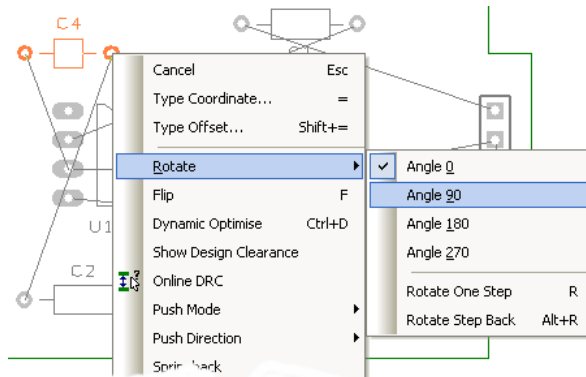 C4
Cancel Esc
Type Coordinate... =
Type Offset... Shift+=
Rotate
Flip F
Dynamic Optimise Ctrl+D
Show Design Clearance
Online DRC
Push Mode
Push Direction
Angle 0
Angle 90
Angle 180
Angle 270
Rotate One Step R
Rotate Step Back Alt+R
U1
C2